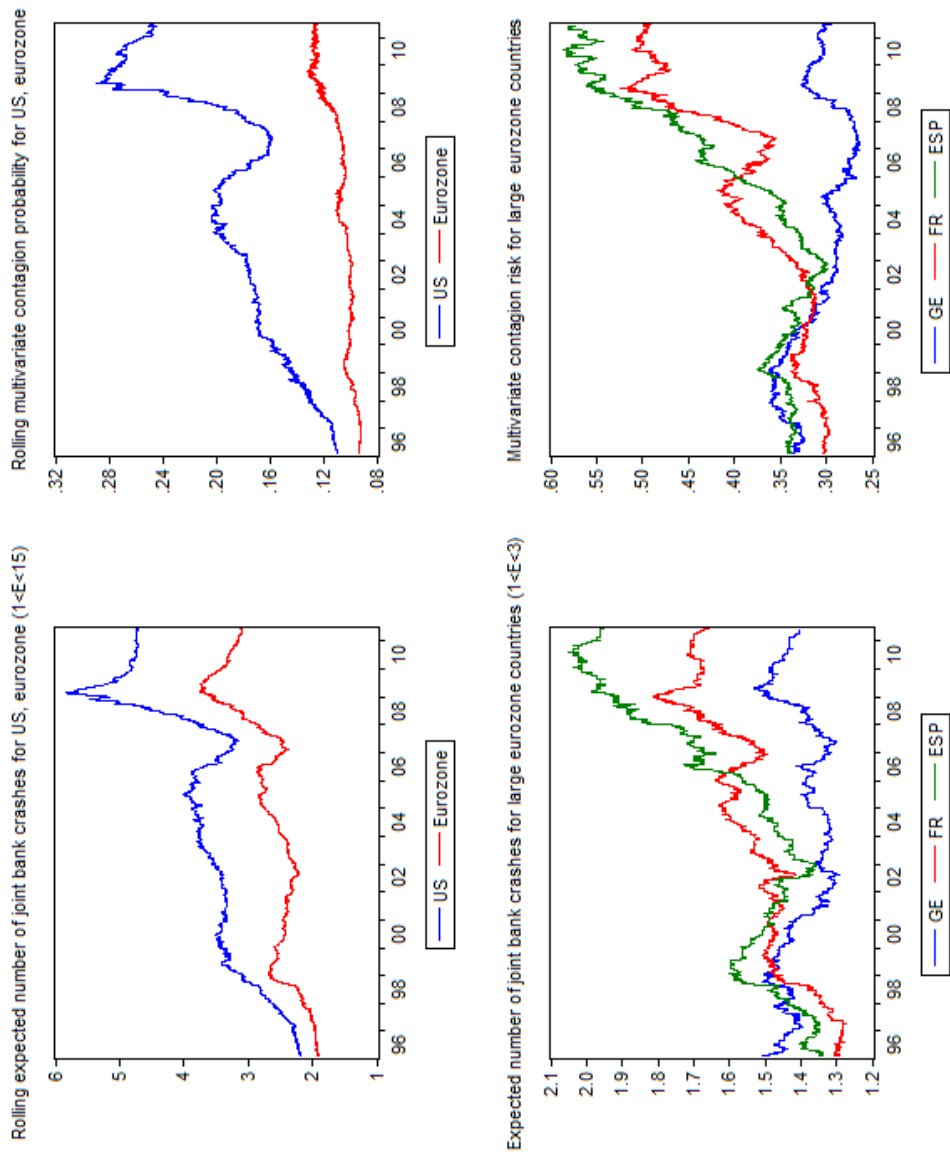 Rolling expected number of joint bank crashes for US, eurozone (1<E<15)
6
5
4
3
2
1
96 98 00 02 04 06 08 10
US Eurozone
Rolling multivariate contagion probability for US, eurozone
.32
.28
.24
.20
.16
.12
.08
96 98 00 02 04 06 08 10
US Eurozone
Expected number of joint bank crashes for large eurozone countries (1<E<3)
2.1
2.0
1.9
1.8
1.7
1.6
1.5
1.4
1.3
1.2
96 98 00 02 04 06 08 10
GE FR ESP
Multivariate contagion risk for large eurozone countries
.60
.55
.50
.45
.40
.35
.30
.25
96 98 00 02 04 06 08 10
GE FR ESP